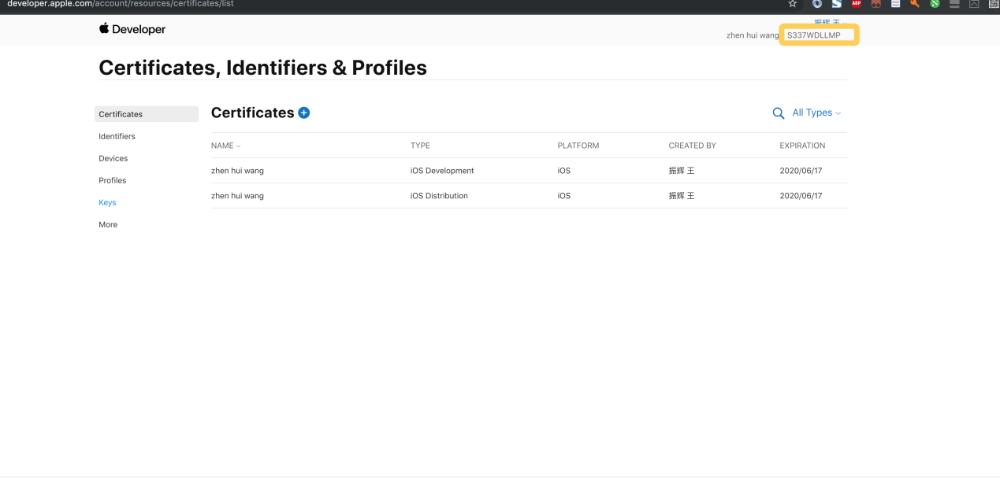 developer.apple.com/account/resources/certificates/list
ABP
N
Developer
振辉 王
zhen hui wang S337WDLLMP
Certificates, Identifiers & Profiles
Certificates
Identifiers
Devices
Profiles
Keys
More
Certificates
All Types
NAME TYPE PLATFORM CREATED BY EXPIRATION
zhen hui wang iOS Development iOS 振辉 王 2020/06/17
zhen hui wang iOS Distribution iOS 振辉 王 2020/06/17